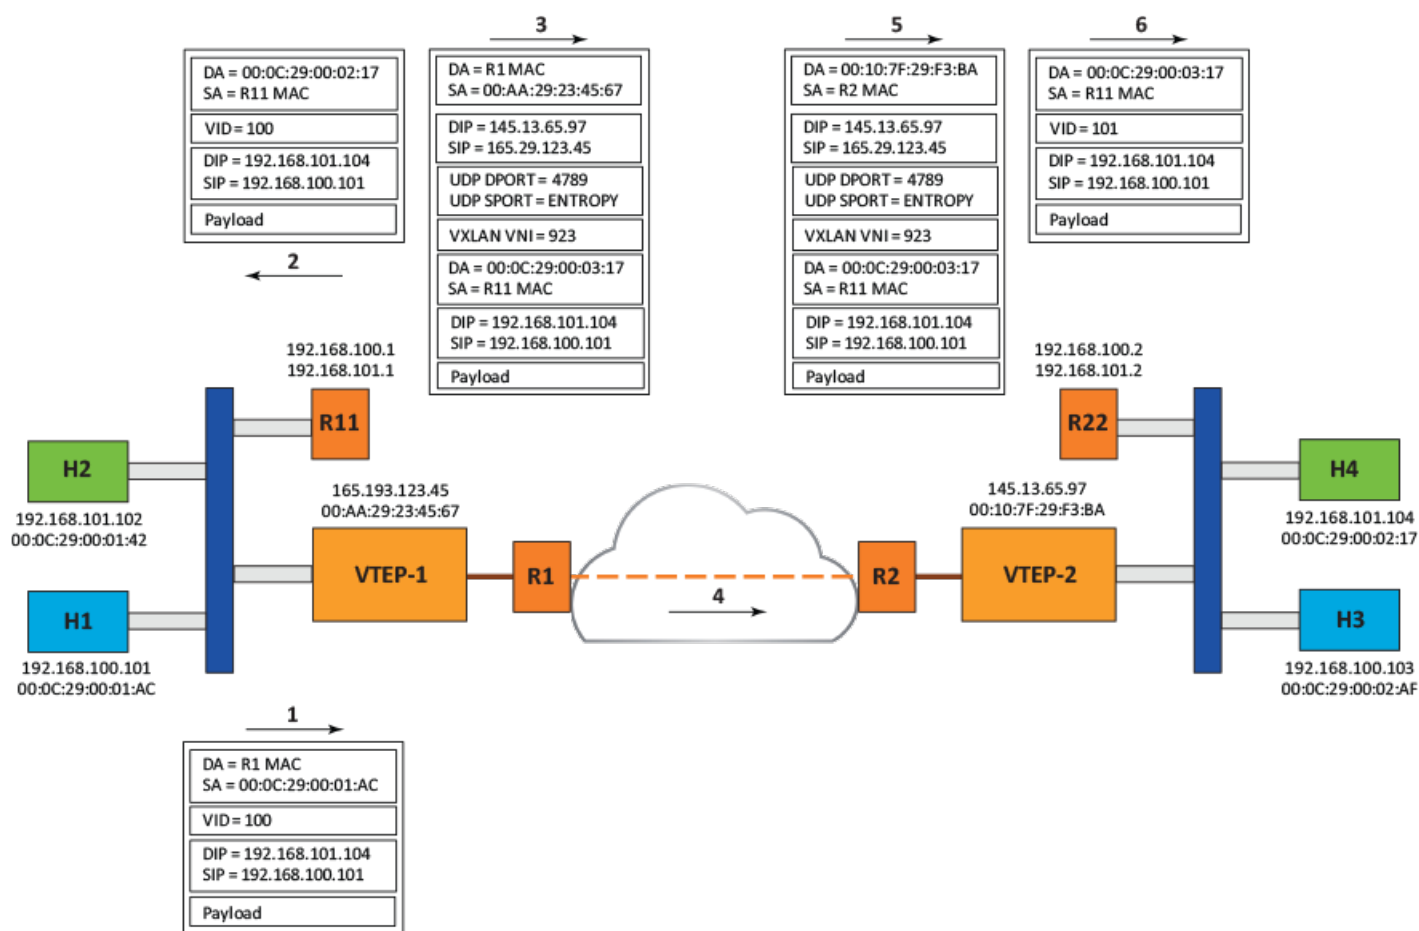 3
5
6
DA = 00:0C:29:00:02:17
SA = R11 MAC
VID = 100
DIP = 192.168.101.104
SIP = 192.168.100.101
Payload
2
DA = R1 MAC
SA = 00:AA:29:23:45:67
DIP = 145.13.65.97
SIP = 165.29.123.45
UDP DPORT = 4789
UDP SPORT = ENTROPY
VXLAN VNI = 923
DA = 00:0C:29:00:03:17
SA = R11 MAC
DIP = 192.168.101.104
SIP = 192.168.100.101
Payload
DA = 00:10:7F:29:F3:BA
SA = R2 MAC
DIP = 145.13.65.97
SIP = 165.29.123.45
UDP DPORT = 4789
UDP SPORT = ENTROPY
VXLAN VNI = 923
DA = 00:0C:29:00:03:17
SA = R11 MAC
DIP = 192.168.101.104
SIP = 192.168.100.101
Payload
DA = 00:0C:29:00:03:17
SA = R11 MAC
VID = 101
DIP = 192.168.101.104
SIP = 192.168.100.101
Payload
192.168.100.1
192.168.101.1
R11
H2
192.168.101.102
00:0C:29:00:01:42
H1
192.168.100.101
00:0C:29:00:01:AC
165.193.123.45
00:AA:29:23:45:67
VTEP-1
R1
4
R2
145.13.65.97
00:10:7F:29:F3:BA
VTEP-2
192.168.100.2
192.168.101.2
R22
H4
192.168.101.104
00:0C:29:00:02:17
H3
192.168.100.103
00:0C:29:00:02:AF
1
DA = R1 MAC
SA = 00:0C:29:00:01:AC
VID = 100
DIP = 192.168.101.104
SIP = 192.168.100.101
Payload